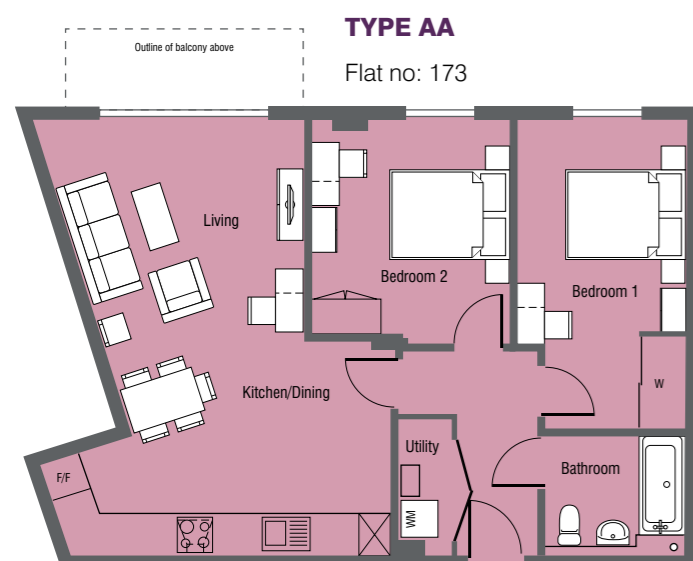 TYPE AA
Outline of balcony above
Flat no: 173
Living
Bedroom 2
Bedroom 1
Kitchen/Dining
W
Utility
Bathroom
F/F
WM